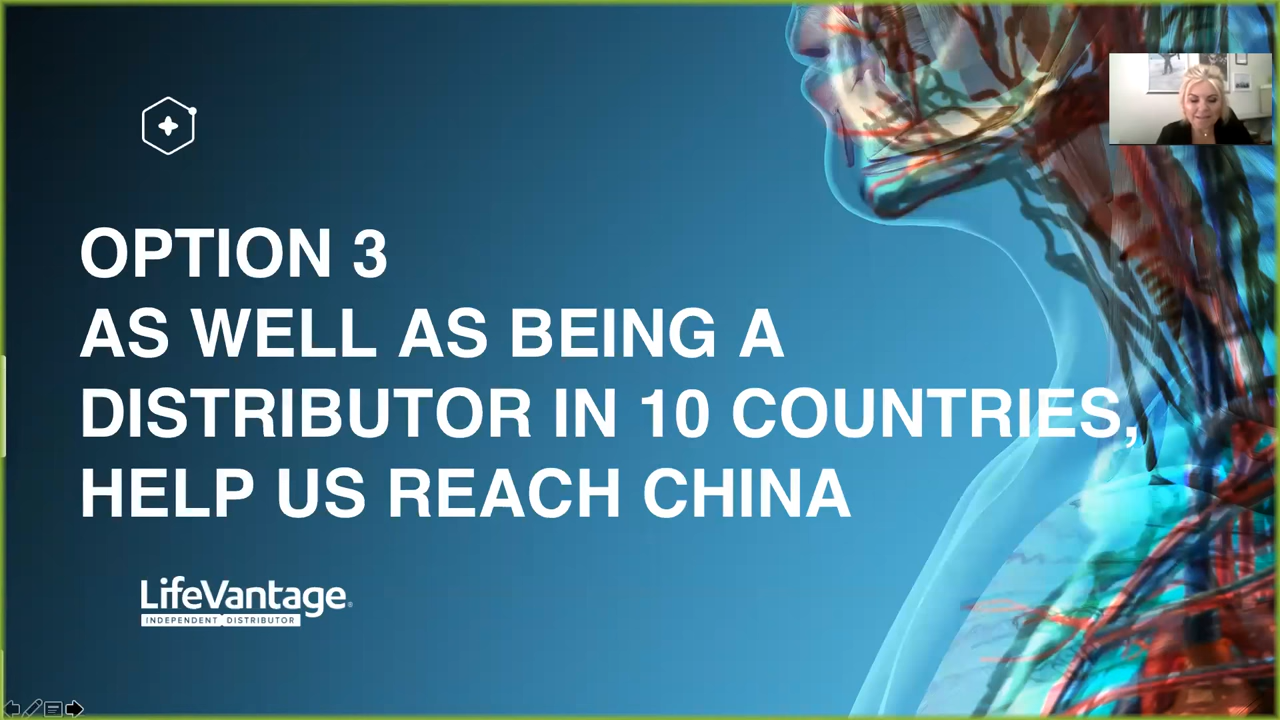 OPTION 3
AS WELL AS BEING A
DISTRIBUTOR IN 10 COUNTRIES,
HELP US REACH CHINA
LifeVantage®
INDEPENDENT DISTRIBUTOR